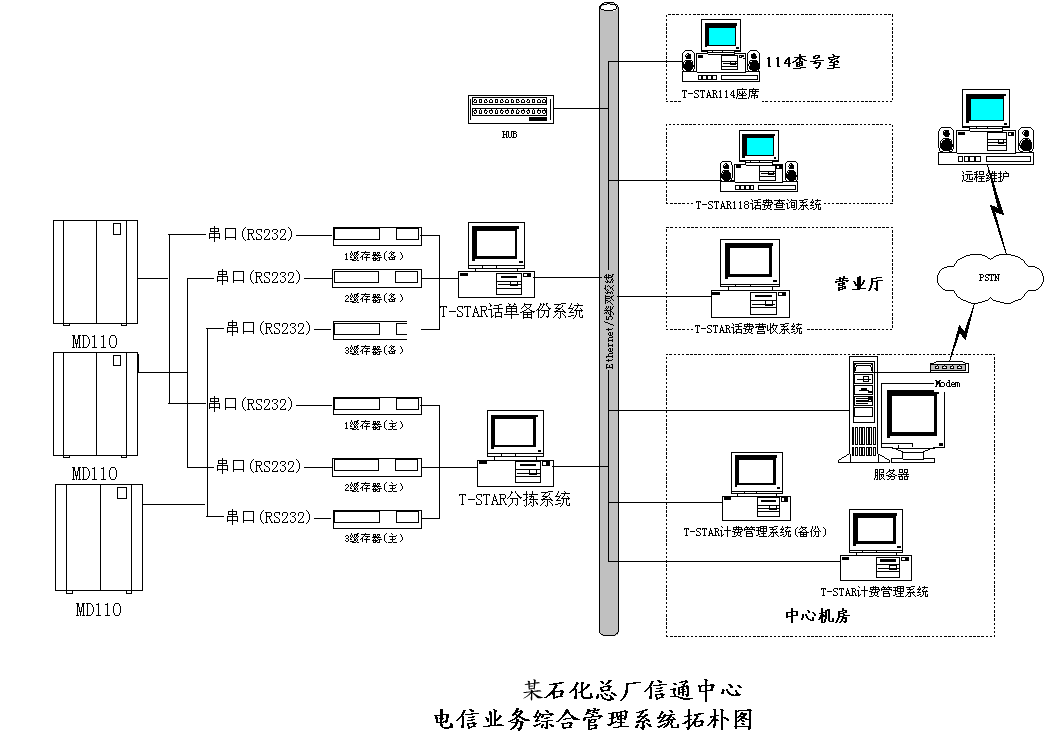 114查号室
T-STAR114座席
HUB
远程维护
T-STAR118话费查询系统
串口(RS232)
1缓存器(备)
串口(RS232)
2缓存器(备)
T-STAR话单备份系统
串口(RS232)
3缓存器(备)
MD110
Ethernet/5类双绞线
营业厅
T-STAR话费营收系统
PSTN
Modem
服务器
串口(RS232)
1缓存器(主)
MD110
串口(RS232)
2缓存器(主)
T-STAR分拣系统
串口(RS232)
3缓存器(主)
MD110
T-STAR计费管理系统(备份)
T-STAR计费管理系统
中心机房
某石化总厂信通中心
电信业务综合管理系统拓朴图